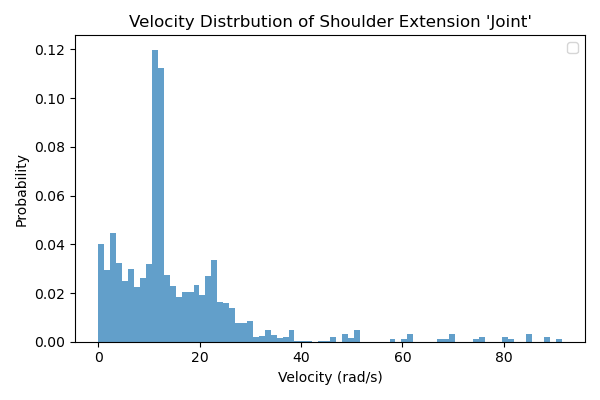 Velocity Distrbution of Shoulder Extension 'Joint'
0.12
0.10
0.08
0.06
0.04
0.02
0.00
Probability
0 20 40 60 80
Velocity (rad/s)